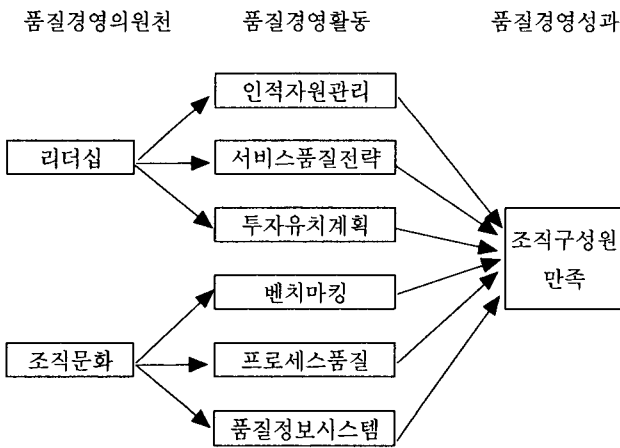 품질경영의원천 품질경영활동 품질경영성과
인적자원관리
리더십 서비스품질전략
투자유치계획
조직구성원
만족
벤치마킹
조직문화 프로세스품질
품질정보시스템